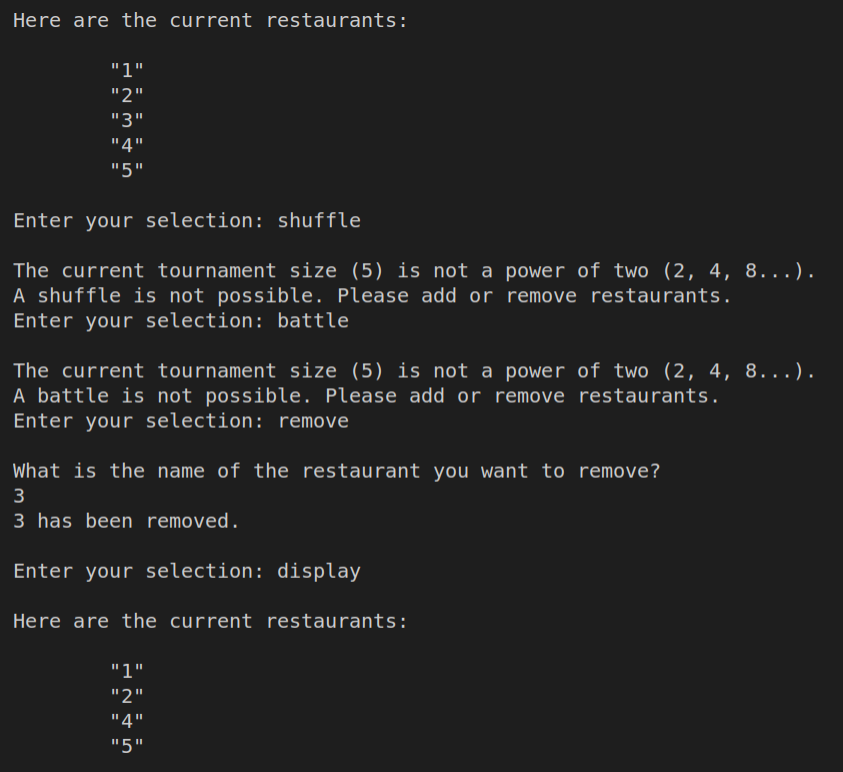 Here are the current restaurants:
"1"
"2"
"3"
"4"
"5"
Enter your selection: shuffle
The current tournament size (5) is not a power of two (2, 4, 8...).
A shuffle is not possible. Please add or remove restaurants.
Enter your selection: battle
The current tournament size (5) is not a power of two (2, 4, 8...).
A battle is not possible. Please add or remove restaurants.
Enter your selection: remove
What is the name of the restaurant you want to remove?
3
3 has been removed.
Enter your selection: display
Here are the current restaurants:
"1"
"2"
"4"
"5"